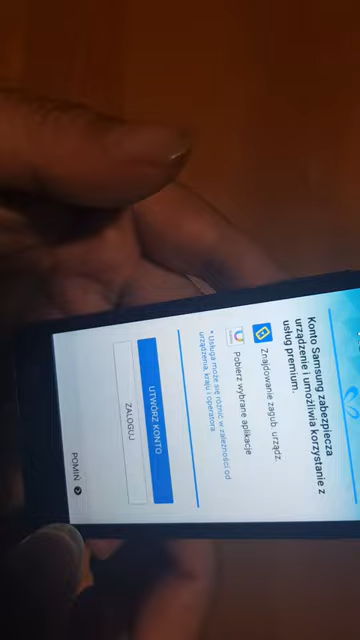 Konto Samsung zabezpiecza
urządzenie i umożliwia korzystanie z
usług premium.
Znajdowanie zagub. urządz.
Pobierz wybrane aplikacje
* Usługa może się różnić w zależności od
urządzenia, kraju i operatora
UTWÓRZ KONTO
ZALOGUJ
POMIŃ